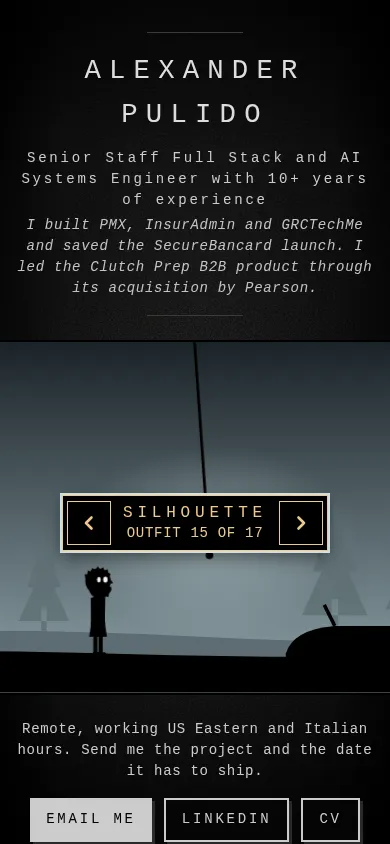 ALEXANDER
PULIDO
Senior Staff Full Stack and AI
Systems Engineer with 10+ years
of experience
I built PMX, InsurAdmin and GRCTechMe
and saved the SecureBancard launch. I
led the Clutch Prep B2B product through
its acquisition by Pearson.
SILHOUETTE
OUTFIT 15 OF 17
Remote, working US Eastern and Italian
hours. Send me the project and the date
it has to ship.
EMAIL ME
LINKEDIN
CV